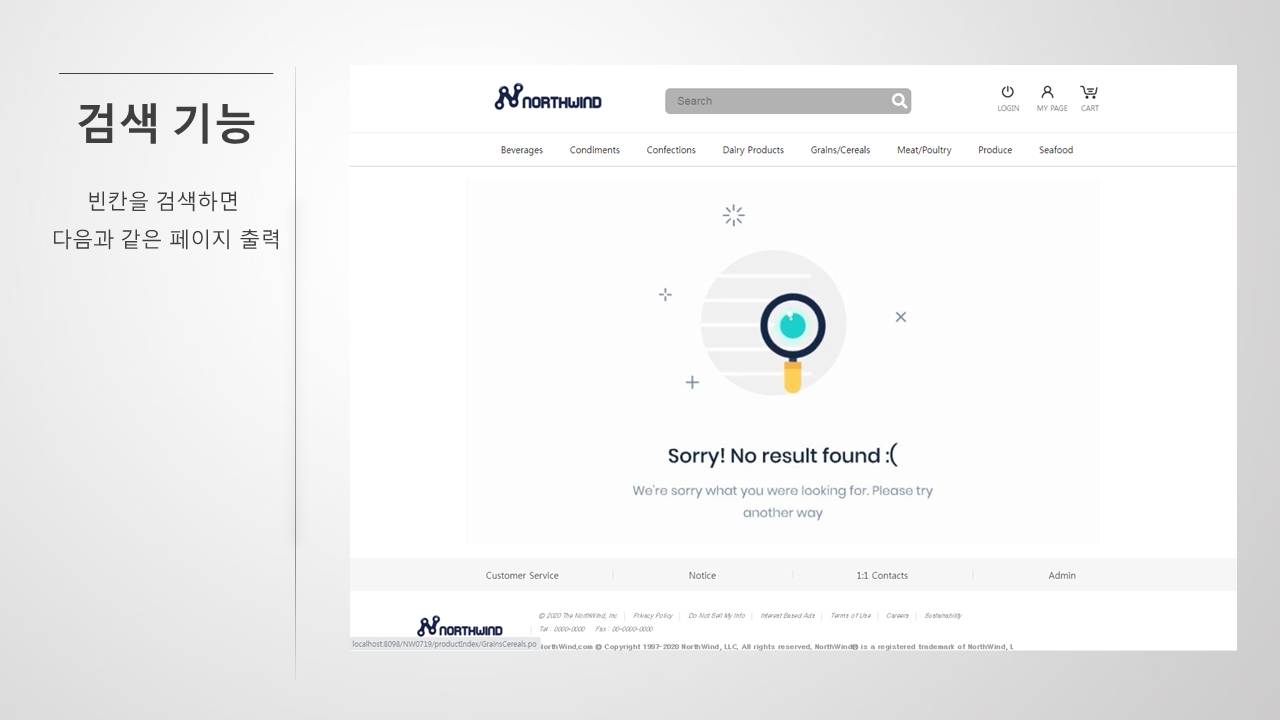 검색 기능
빈칸을 검색하면
다음과 같은 페이지 출력
NORTHWIND
Search
LOGIN MY PAGE CART
Beverages Condiments Confections Dairy Products Grains/Cereals Meat/Poultry Produce Seafood
Sorry! No result found :(
We're sorry what you were looking for. Please try
another way
Customer Service Notice 1:1 Contacts Admin
© 2020 The NorthWind, Inc Privacy Policy Do Not Sell My Info Interest Based Ads Terms of Use Careers Sustainability
NORTHWIND
Tel : 0000-0000 Fax : 00-0000-0000
localhost:8098/NW0719/productIndex/GrainsCereals.po
NorthWind.com © Copyright 1997-2020 NorthWind, LLC, All rights reserved, NorthWind® is a registered trademark of NorthWind, L